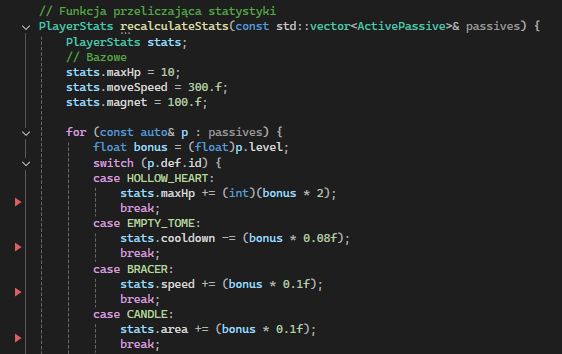 // Funkcja przeliczająca statystyki
PlayerStats recalculateStats(const std::vector<ActivePassive>& passives) {
PlayerStats stats;
// Bazowe
stats.maxHp = 10;
stats.moveSpeed = 300.f;
stats.magnet = 100.f;
for (const auto& p : passives) {
float bonus = (float)p.level;
switch (p.def.id) {
case HOLLOW_HEART:
stats.maxHp += (int)(bonus * 2);
break;
case EMPTY_TOME:
stats.cooldown -= (bonus * 0.08f);
break;
case BRACER:
stats.speed += (bonus * 0.1f);
break;
case CANDLE:
stats.area += (bonus * 0.1f);
break;